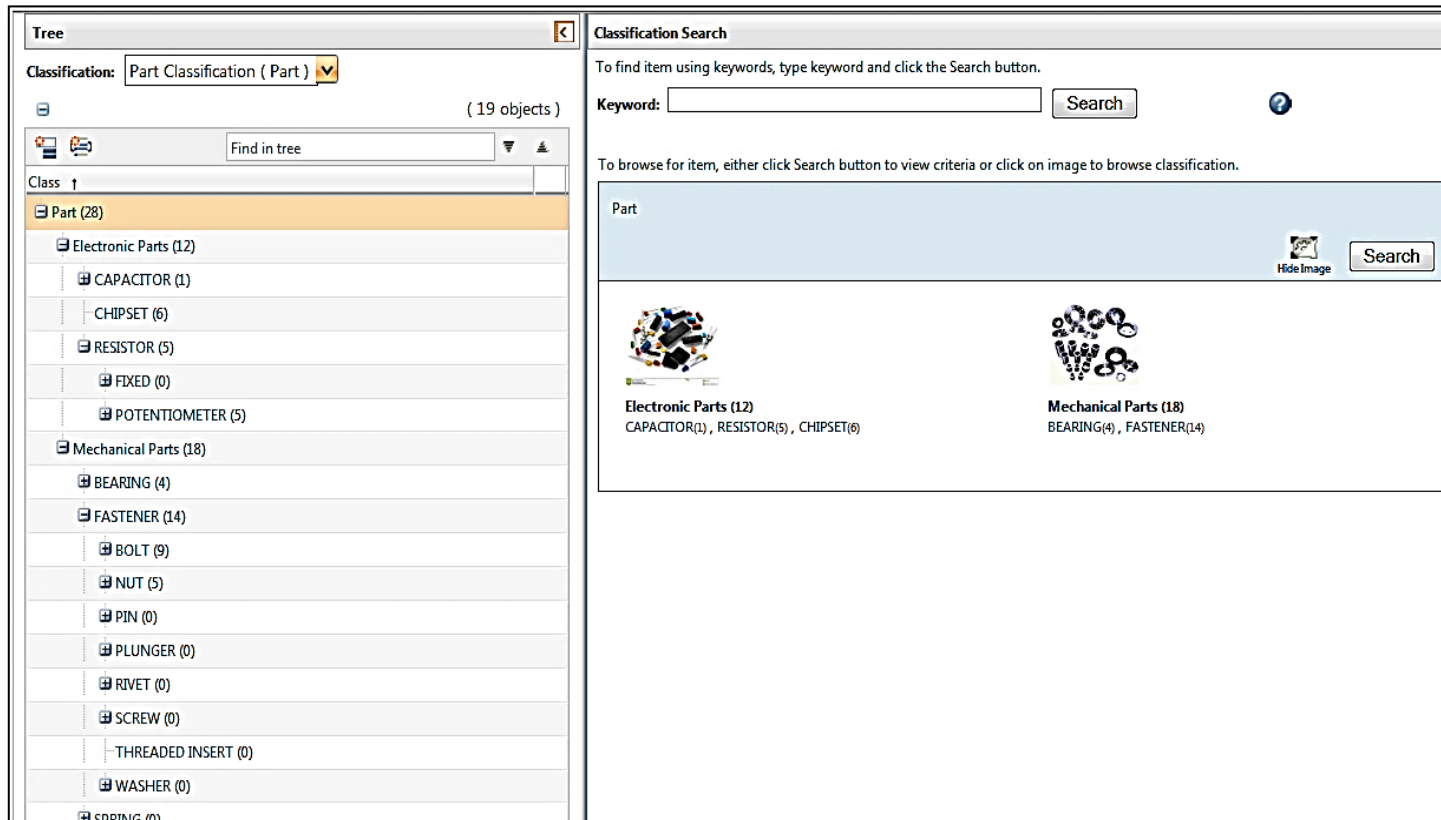 Tree
Classification: Part Classification ( Part )
( 19 objects )
Find in tree
Class
Part (28)
Electronic Parts (12)
CAPACITOR (1)
CHIPSET (6)
RESISTOR (5)
FIXED (0)
POTENTIOMETER (5)
Mechanical Parts (18)
BEARING (4)
FASTENER (14)
BOLT (9)
NUT (5)
PIN (0)
PLUNGER (0)
RIVET (0)
SCREW (0)
THREADED INSERT (0)
WASHER (0)
SPRING (0)
Classification Search
To find item using keywords, type keyword and click the Search button.
Keyword: Search ?
To browse for item, either click Search button to view criteria or click on image to browse classification.
Part
Hide Image Search
Electronic Parts (12)
CAPACITOR(1) , RESISTOR(5) , CHIPSET(6)
Mechanical Parts (18)
BEARING(4) , FASTENER(14)